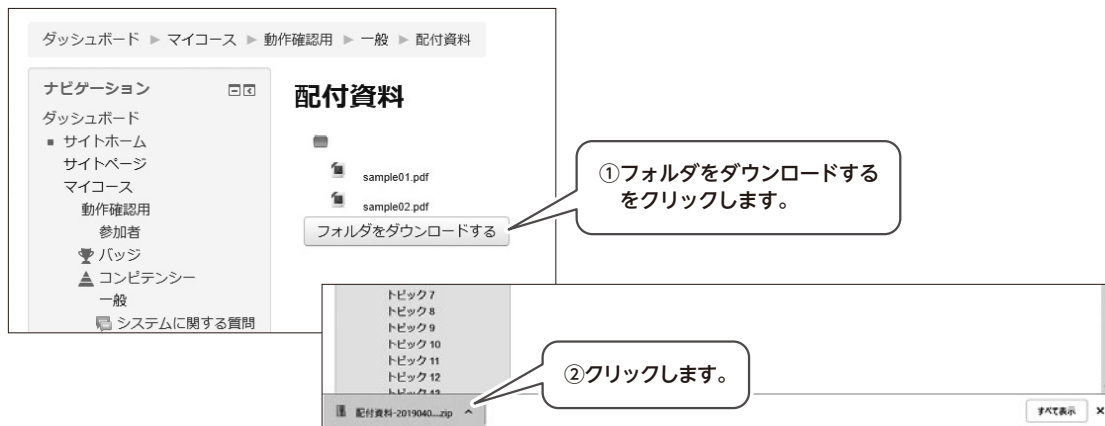 ダッシュボード ▶ マイコース ▶ 動作確認用 ▶ 一般 ▶ 配付資料
ナビゲーション
ダッシュボード
サイトホーム
サイトページ
マイコース
動作確認用
参加者
バッジ
コンピテンシー
一般
システムに関する質問
配付資料
sample01.pdf
sample02.pdf
フォルダをダウンロードする
①フォルダをダウンロードする
をクリックします。
トピック 7
トピック 8
トピック 9
トピック 10
トピック 11
トピック 12
トピック 13
②クリックします。
配付資料-2019040....zip
すべて表示